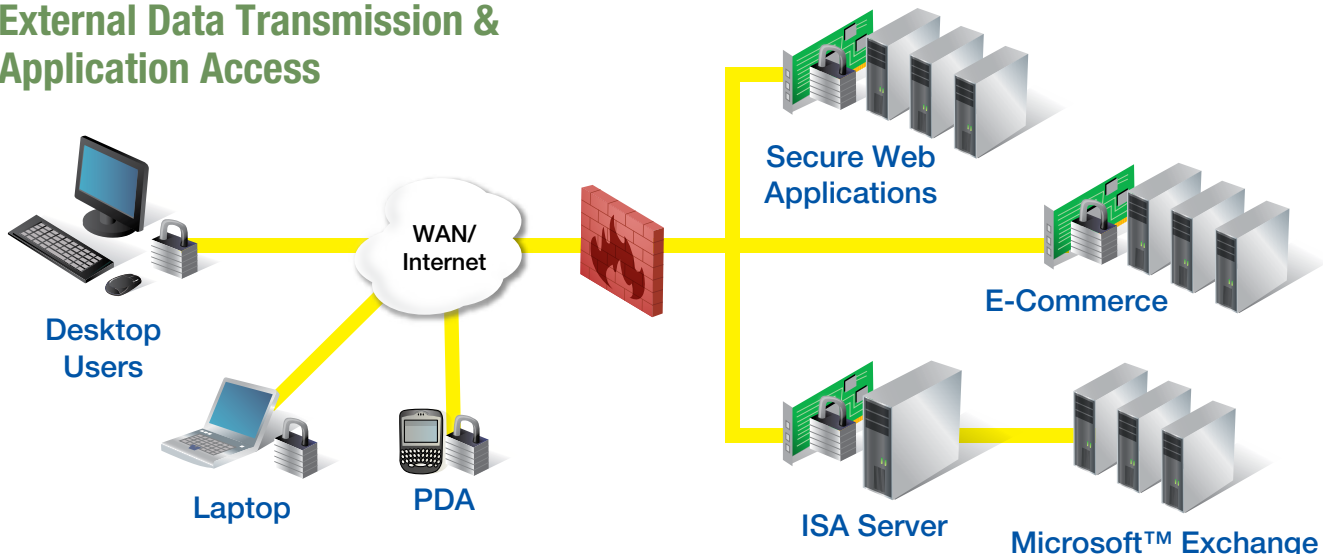 External Data Transmission &
Application Access
Secure Web
Applications
WAN/
Internet
E-Commerce
Desktop
Users
Laptop
PDA
ISA Server
Microsoft™ Exchange